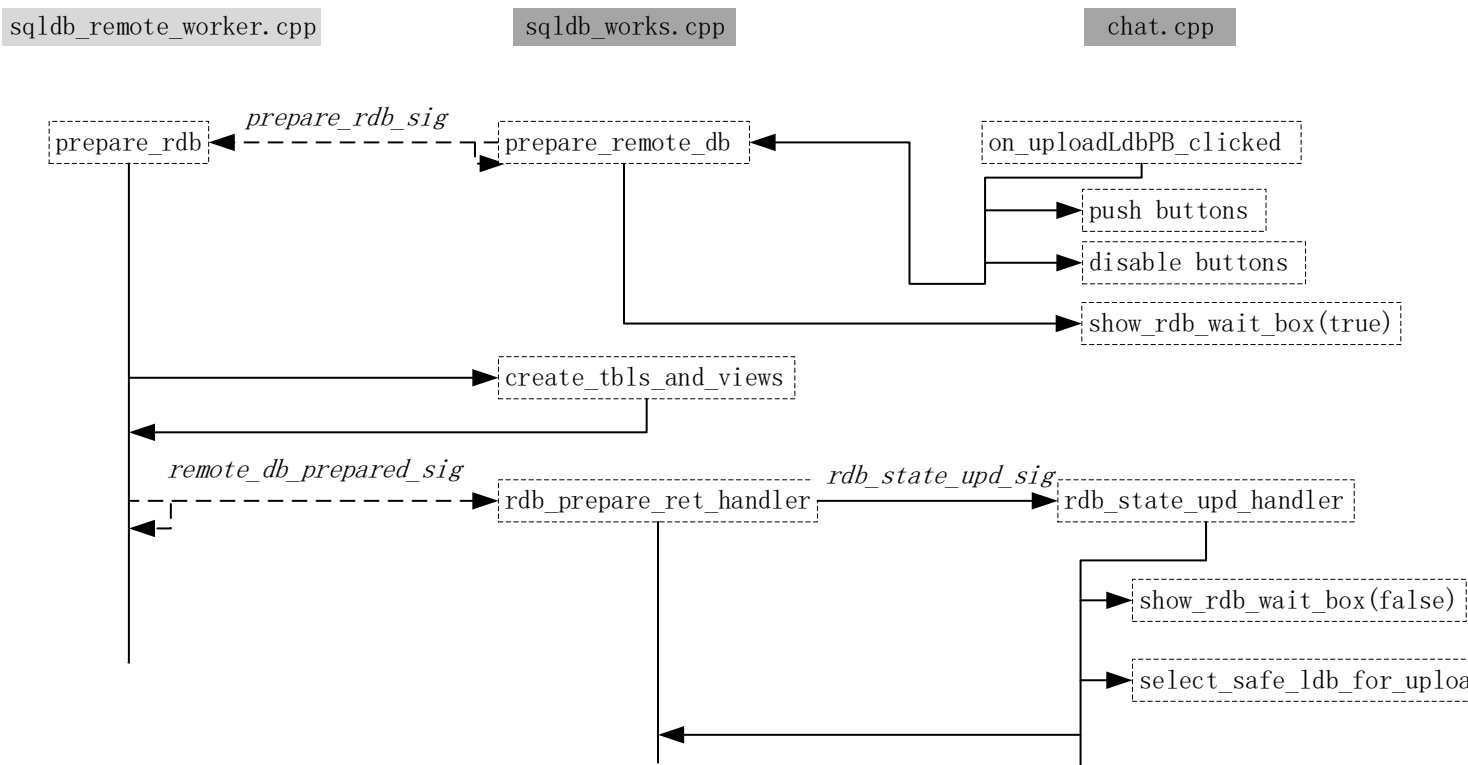 sqldb_remote_worker.cpp
sqldb_works.cpp
chat.cpp
prepare_rdb_sig
prepare_rdb
prepare_remote_db
on_uploadLdbPB_clicked
push buttons
disable buttons
show_rdb_wait_box(true)
create_tbls_and_views
remote_db_prepared_sig
rdb_state_upd_sig
rdb_prepare_ret_handler
rdb_state_upd_handler
show_rdb_wait_box(false)
select_safe_ldb_for_uploa